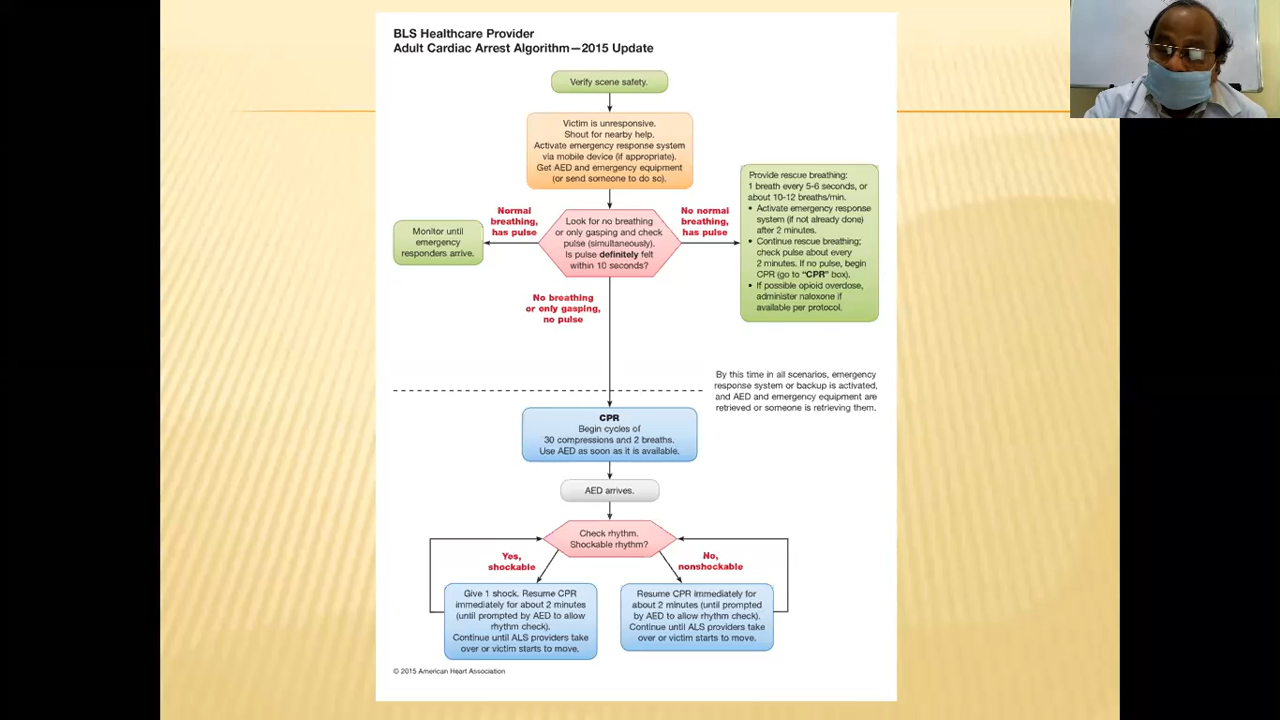 BLS Healthcare Provider
Adult Cardiac Arrest Algorithm—2015 Update
Verify scene safety.
Victim is unresponsive.
Shout for nearby help.
Activate emergency response system
via mobile device (if appropriate).
Get AED and emergency equipment
(or send someone to do so).
Normal
breathing,
has pulse
Monitor until
emergency
responders arrive.
Look for no breathing
or only gasping and check
pulse (simultaneously).
Is pulse definitely felt
within 10 seconds?
No normal
breathing,
has pulse
Provide rescue breathing:
1 breath every 5-6 seconds, or
about 10-12 breaths/min.
• Activate emergency response
system (if not already done)
after 2 minutes.
• Continue rescue breathing;
check pulse about every
2 minutes. If no pulse, begin
CPR (go to “CPR” box).
• If possible opioid overdose,
administer naloxone if
available per protocol.
No breathing
or only gasping,
no pulse
By this time in all scenarios, emergency
response system or backup is activated,
and AED and emergency equipment are
retrieved or someone is retrieving them.
CPR
Begin cycles of
30 compressions and 2 breaths.
Use AED as soon as it is available.
AED arrives.
Check rhythm.
Shockable rhythm?
Yes,
shockable
No,
nonshockable
Give 1 shock. Resume CPR
immediately for about 2 minutes
(until prompted by AED to allow
rhythm check).
Continue until ALS providers take
over or victim starts to move.
Resume CPR immediately for
about 2 minutes (until prompted
by AED to allow rhythm check).
Continue until ALS providers take
over or victim starts to move.
© 2015 American Heart Association